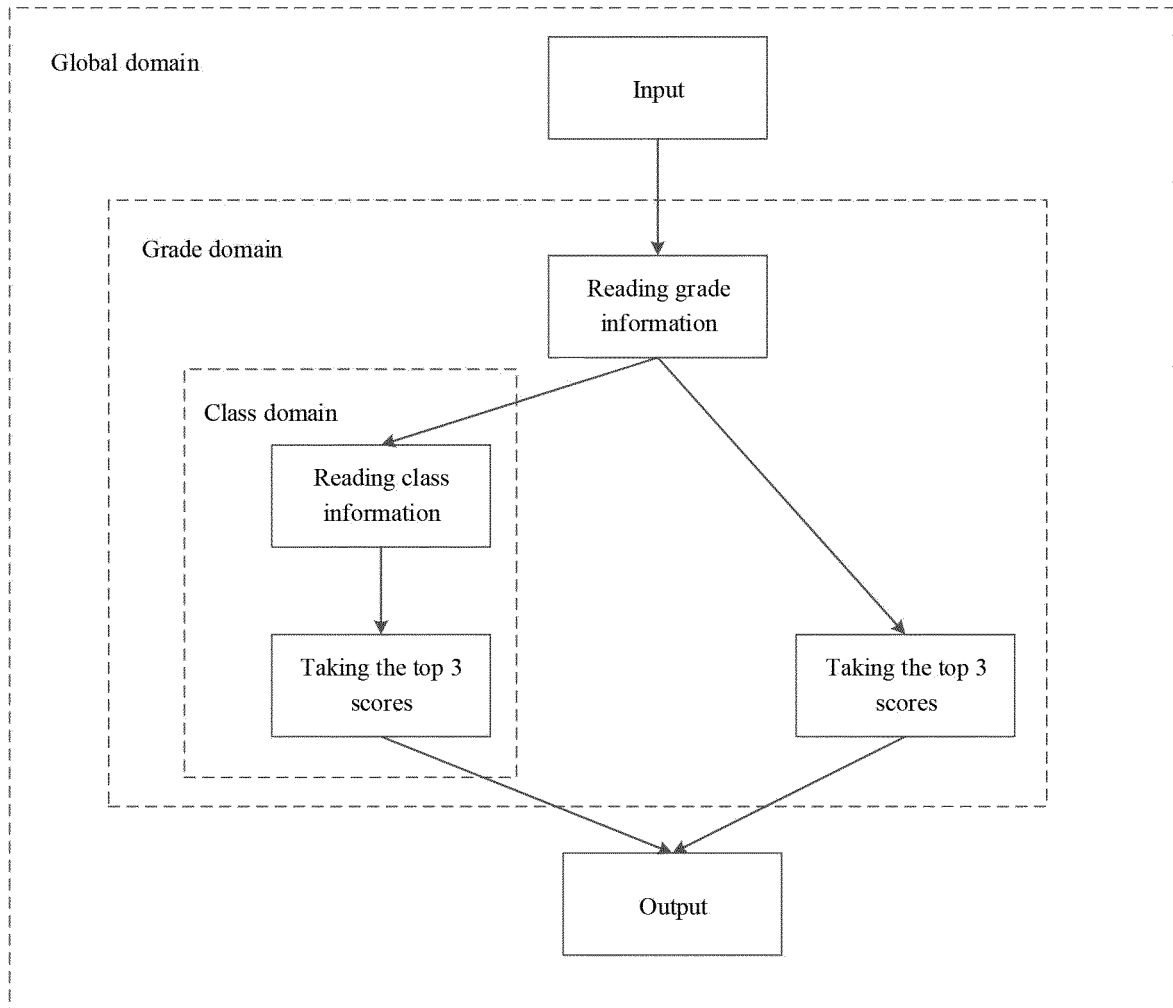 Global domain
Input
Grade domain
Reading grade
information
Class domain
Reading class
information
Taking the top 3
scores
Taking the top 3
scores
Output